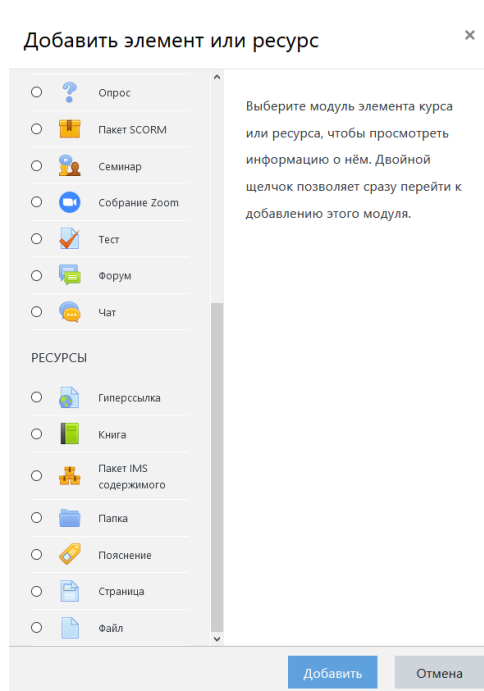 Добавить элемент или ресурс
×
Опрос
Пакет SCORM
Семинар
Собрание Zoom
Тест
Форум
Чат
РЕСУРСЫ
Гиперссылка
Книга
Пакет IMS
содержимого
Папка
Пояснение
Страница
Файл
Выберите модуль элемента курса
или ресурса, чтобы просмотреть
информацию о нём. Двойной
щелчок позволяет сразу перейти к
добавлению этого модуля.
Добавить
Отмена